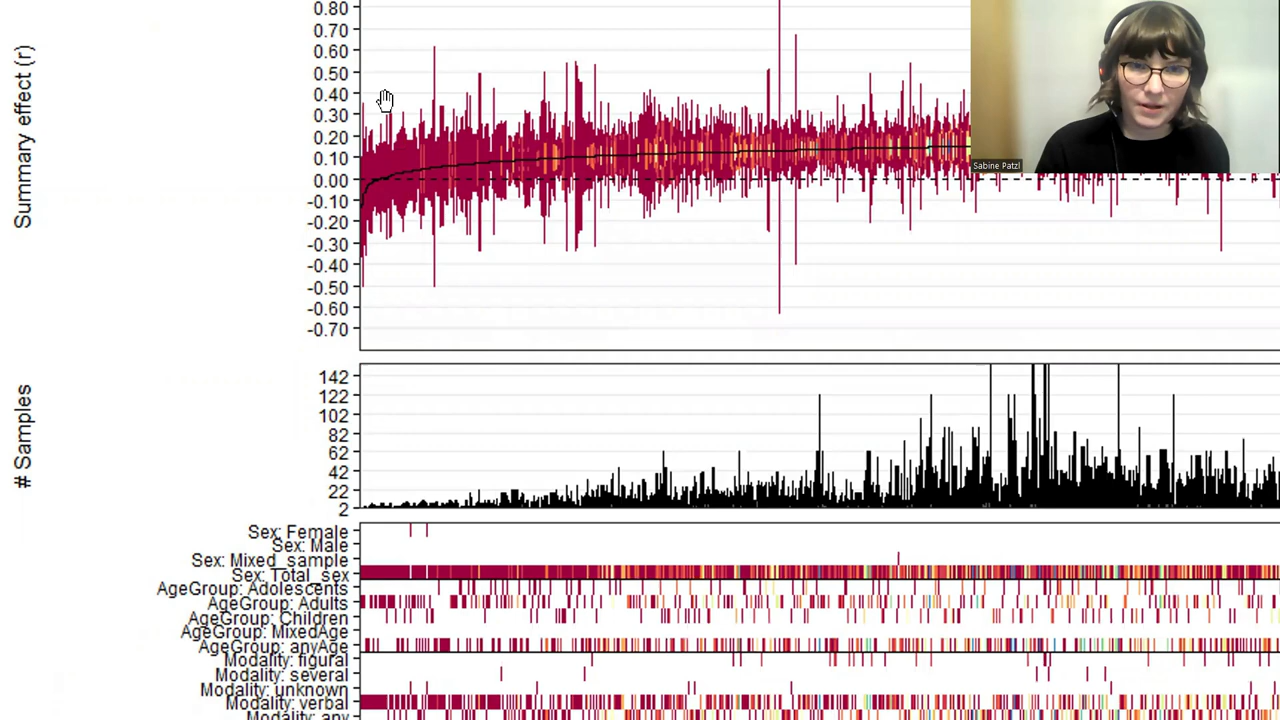 Summary effect (r)
0.80
0.70
0.60
0.50
0.40
0.30
0.20
0.10
0.00
-0.10
-0.20
-0.30
-0.40
-0.50
-0.60
-0.70
Sabine Patzl
# Samples
142
122
102
82
62
42
22
2
Sex: Female
Sex: Male
Sex: Mixed_sample
Sex: Total_sex
AgeGroup: Adolescents
AgeGroup: Adults
AgeGroup: Children
AgeGroup: MixedAge
AgeGroup: anyAge
Modality: figural
Modality: several
Modality: unknown
Modality: verbal
Modality: any